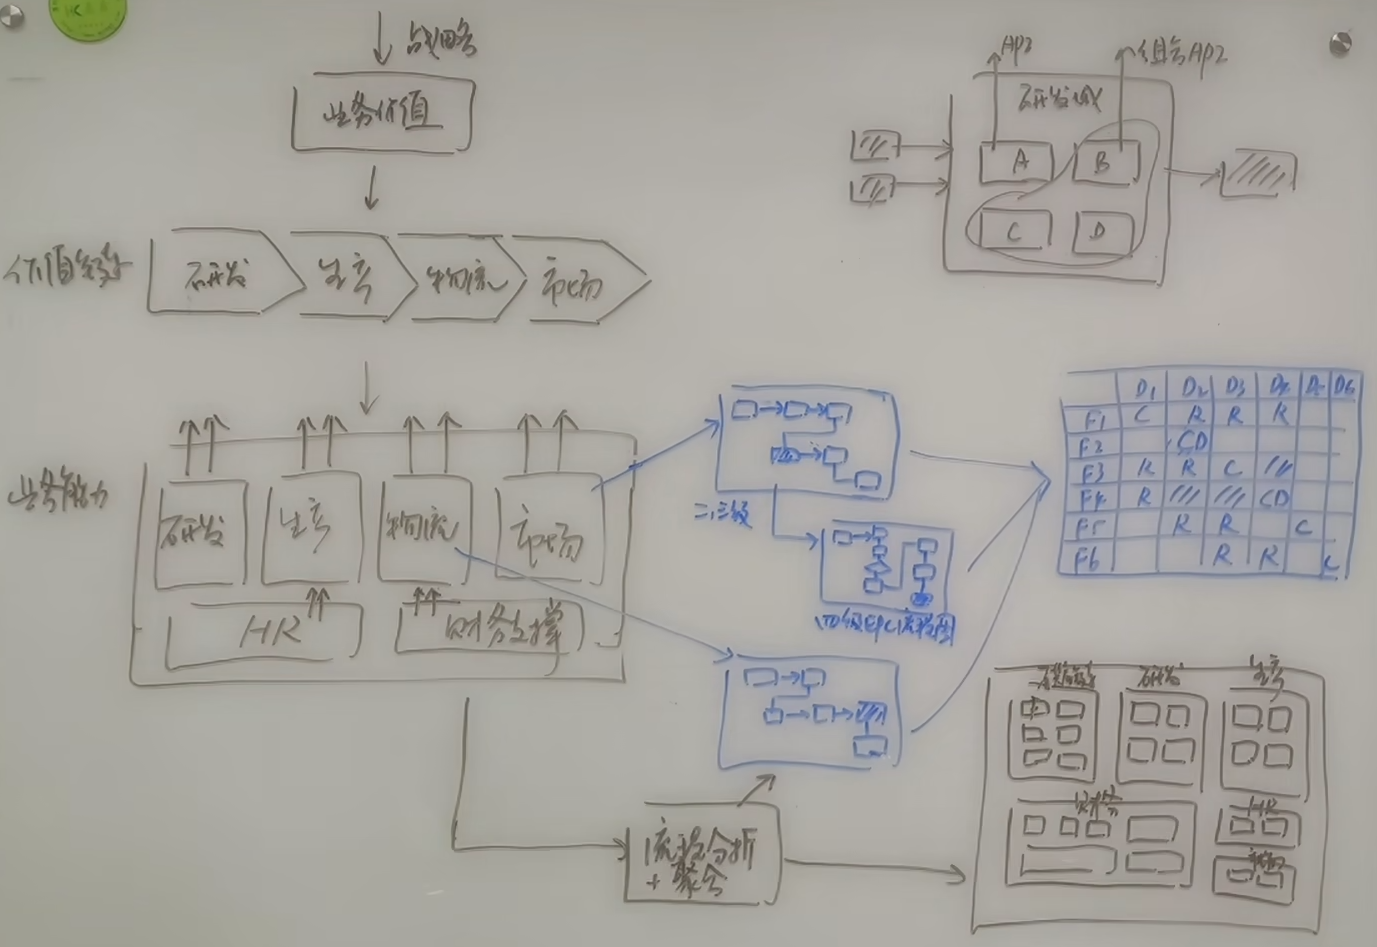 战略
业务价值
价值链
研发
生产
物流
市场
业务能力
研发
生产
物流
市场
HR
财务支撑
流程分析
+ 聚合
二,三级
四级EPC流程图
API
组合API
研发域
A
B
C
D
D1 D2 D3 D4 D5 D6
F1 C R R R
F2 CD
F3 R R C
F4 R CD
F5 R R C
F6 R R C
研发
生产
财务
HR